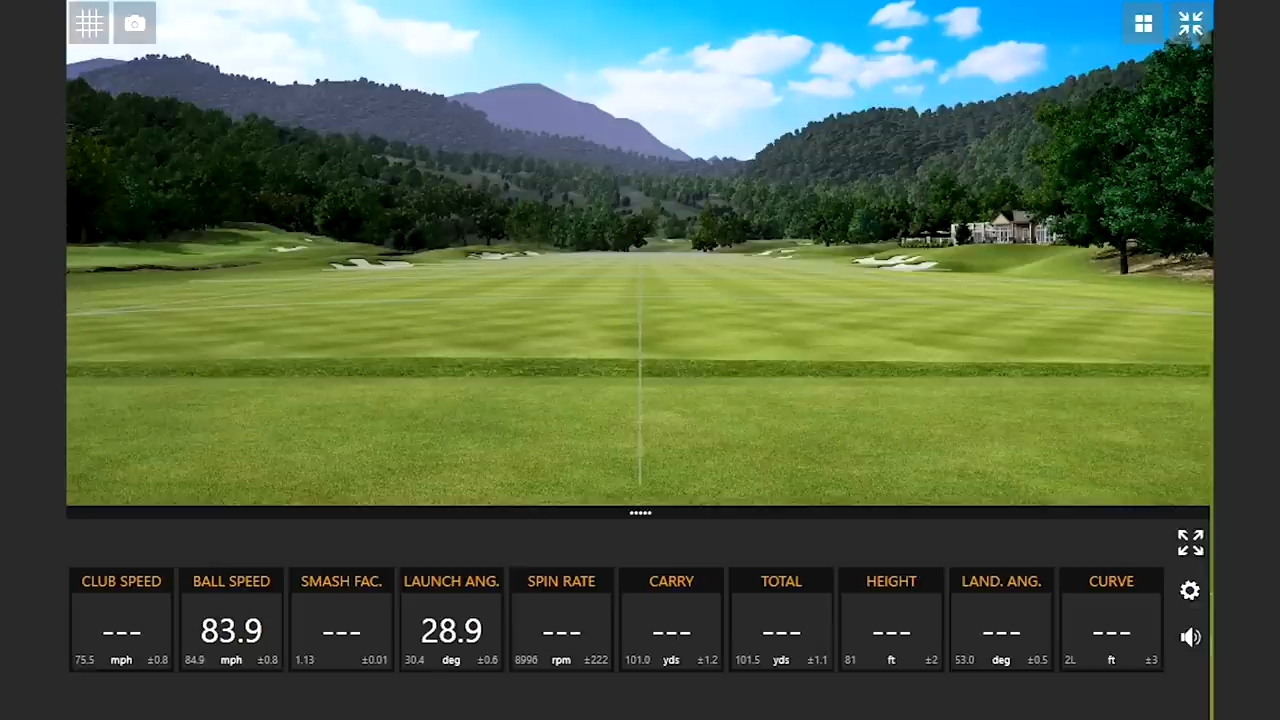 CLUB SPEED BALL SPEED SMASH FAC. LAUNCH ANG. SPIN RATE CARRY TOTAL HEIGHT LAND. ANG. CURVE
--- 83.9 --- 28.9 --- --- --- --- --- ---
75.5 mph ±0.8 84.9 mph ±0.8 1.13 ±0.01 30.4 deg ±0.6 8996 rpm ±222 101.0 yds ±1.2 101.5 yds ±1.1 81 ft ±2 53.0 deg ±0.5 2L ft ±3